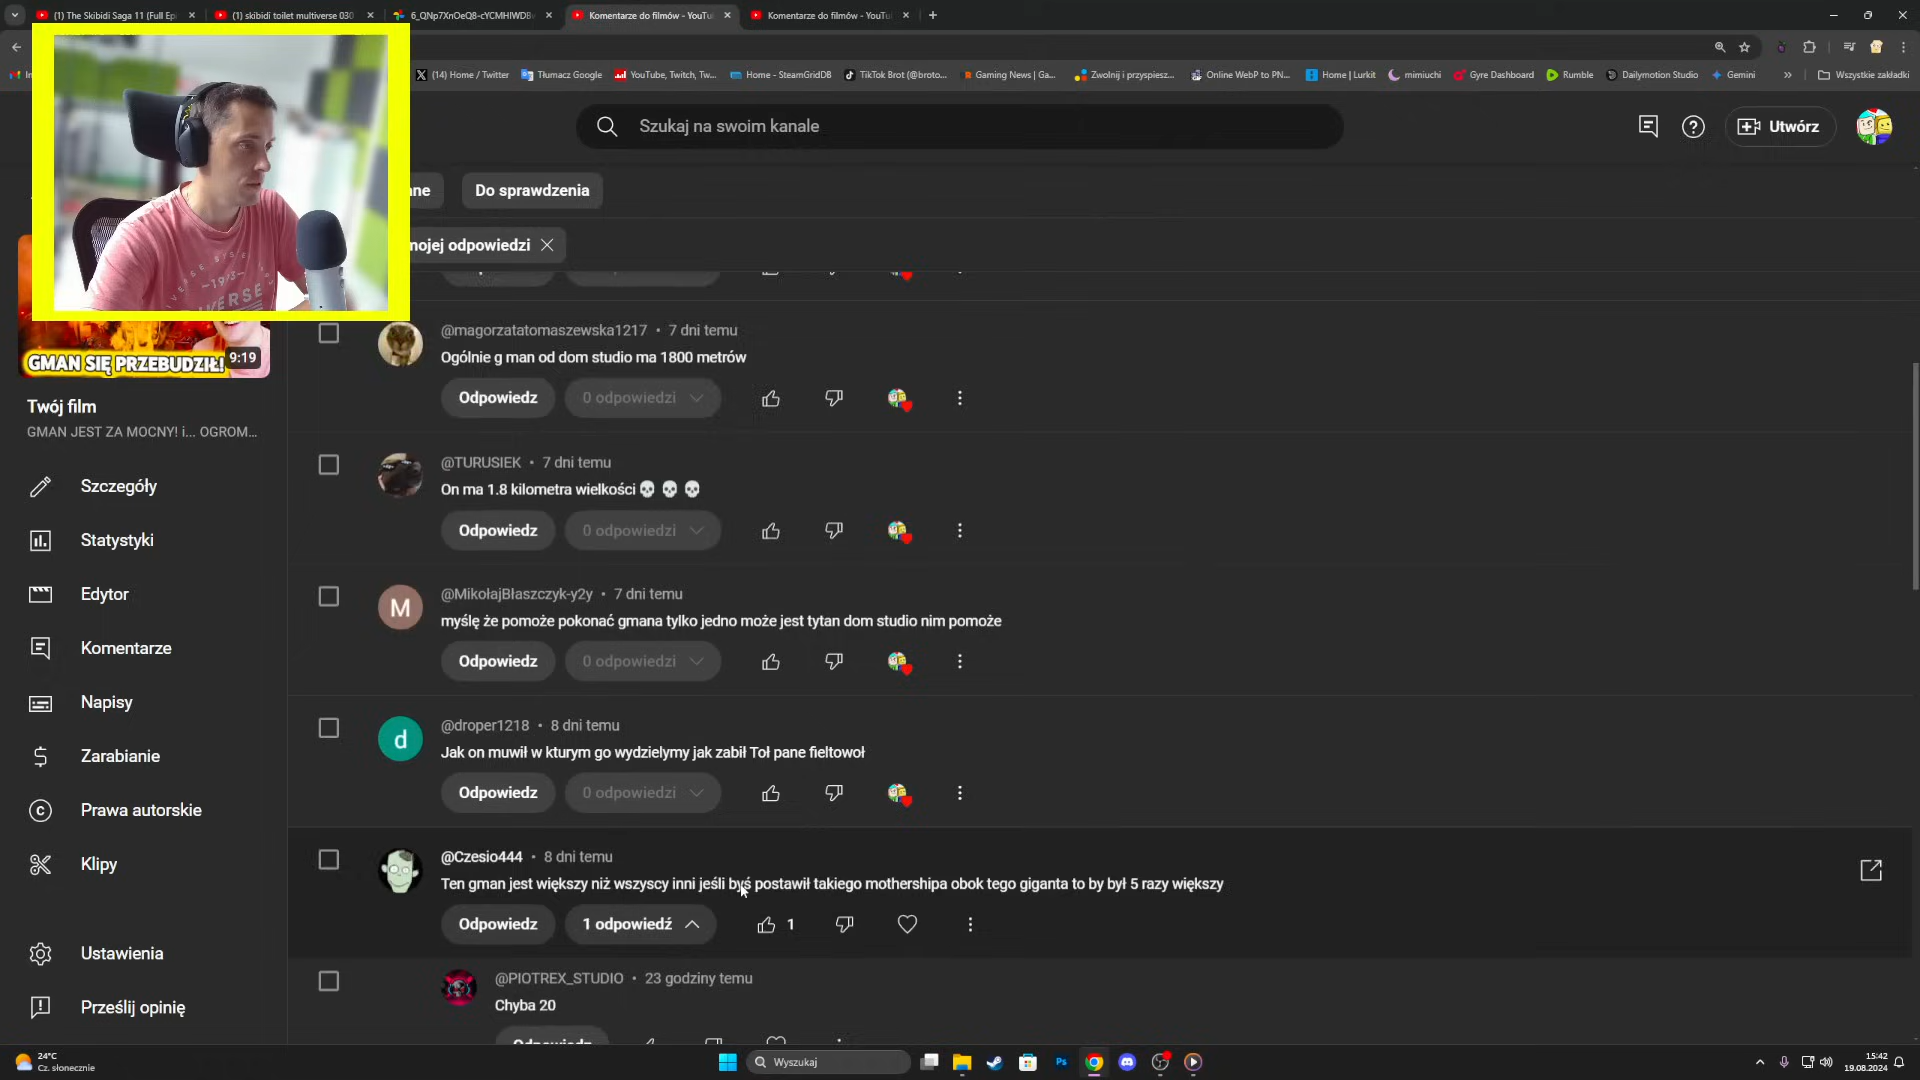 (1) The Skibidi Saga 11 (Full Epi
(1) skibidi toilet multiverse 030
6_QNp7XnOeQ8-cYCMHIWDB
Komentarze do filmów - YouTu
Komentarze do filmów - YouTu
(14) Home / Twitter
Tłumacz Google
YouTube, Twitch, Tw...
Home - SteamGridDB
TikTok Brot (@broto...
Gaming News | Ga...
Zwolnij i przyspiesz...
Online WebP to PN...
Home | Lurkit
mimiuchi
Gyre Dashboard
Rumble
Dailymotion Studio
Gemini
Wszystkie zakładki
Szukaj na swoim kanale
Utwórz
Do sprawdzenia
mojej odpowiedzi
GMAN SIĘ PRZEBUDZIŁ!
9:19
Twój film
GMAN JEST ZA MOCNY! i... OGROM...
Szczegóły
Statystyki
Edytor
Komentarze
Napisy
Zarabianie
Prawa autorskie
Klipy
Ustawienia
Prześlij opinię
@magorzatatomaszewska1217 • 7 dni temu
Ogólnie g man od dom studio ma 1800 metrów
Odpowiedz 0 odpowiedzi
@TURUSIEK • 7 dni temu
On ma 1.8 kilometra wielkości 💀 💀 💀
Odpowiedz 0 odpowiedzi
M
@MikołajBłaszczyk-y2y • 7 dni temu
myślę że pomoże pokonać gmana tylko jedno może jest tytan dom studio nim pomoże
Odpowiedz 0 odpowiedzi
d
@droper1218 • 8 dni temu
Jak on muwił w kturym go wydzielymy jak zabił Toł pane fieltowoł
Odpowiedz 0 odpowiedzi
@Czesio444 • 8 dni temu
Ten gman jest większy niż wszyscy inni jeśli byś postawił takiego mothershipa obok tego giganta to by był 5 razy większy
Odpowiedz 1 odpowiedź 1
@PIOTREX_STUDIO • 23 godziny temu
Chyba 20
Odpowiedz
24°C
Cz. słonecznie
Wyszukaj
15:42
19.08.2024